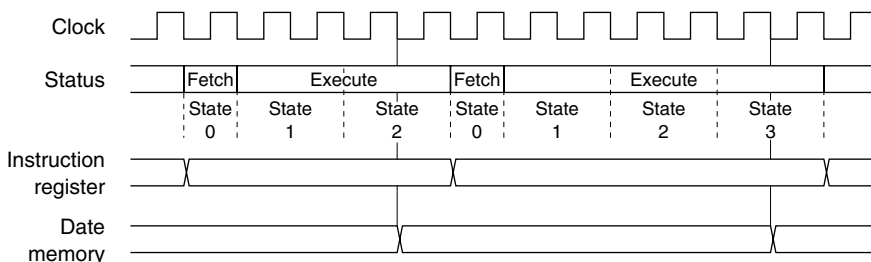 Clock
Status Fetch Execute Fetch Execute
State State State State State State State
0 1 2 0 1 2 3
Instruction
register
Date
memory